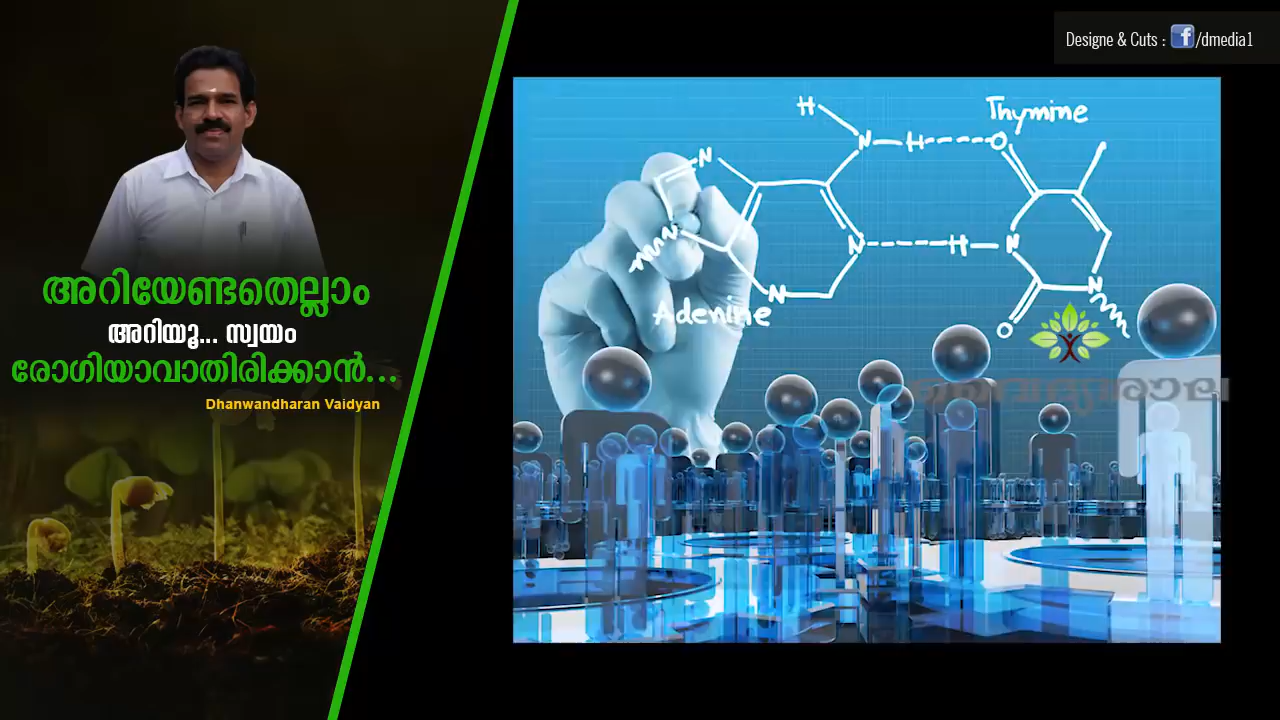 Designe & Cuts : f/dmedia1
അറിയേണ്ടതെല്ലാം
അറിയൂ... സ്വയം
രോഗിയാവാതിരിക്കാൻ...
Dhanwandharan Vaidyan
H
N H O
Thymine
N
N
N H N
N
N
O
Adenine